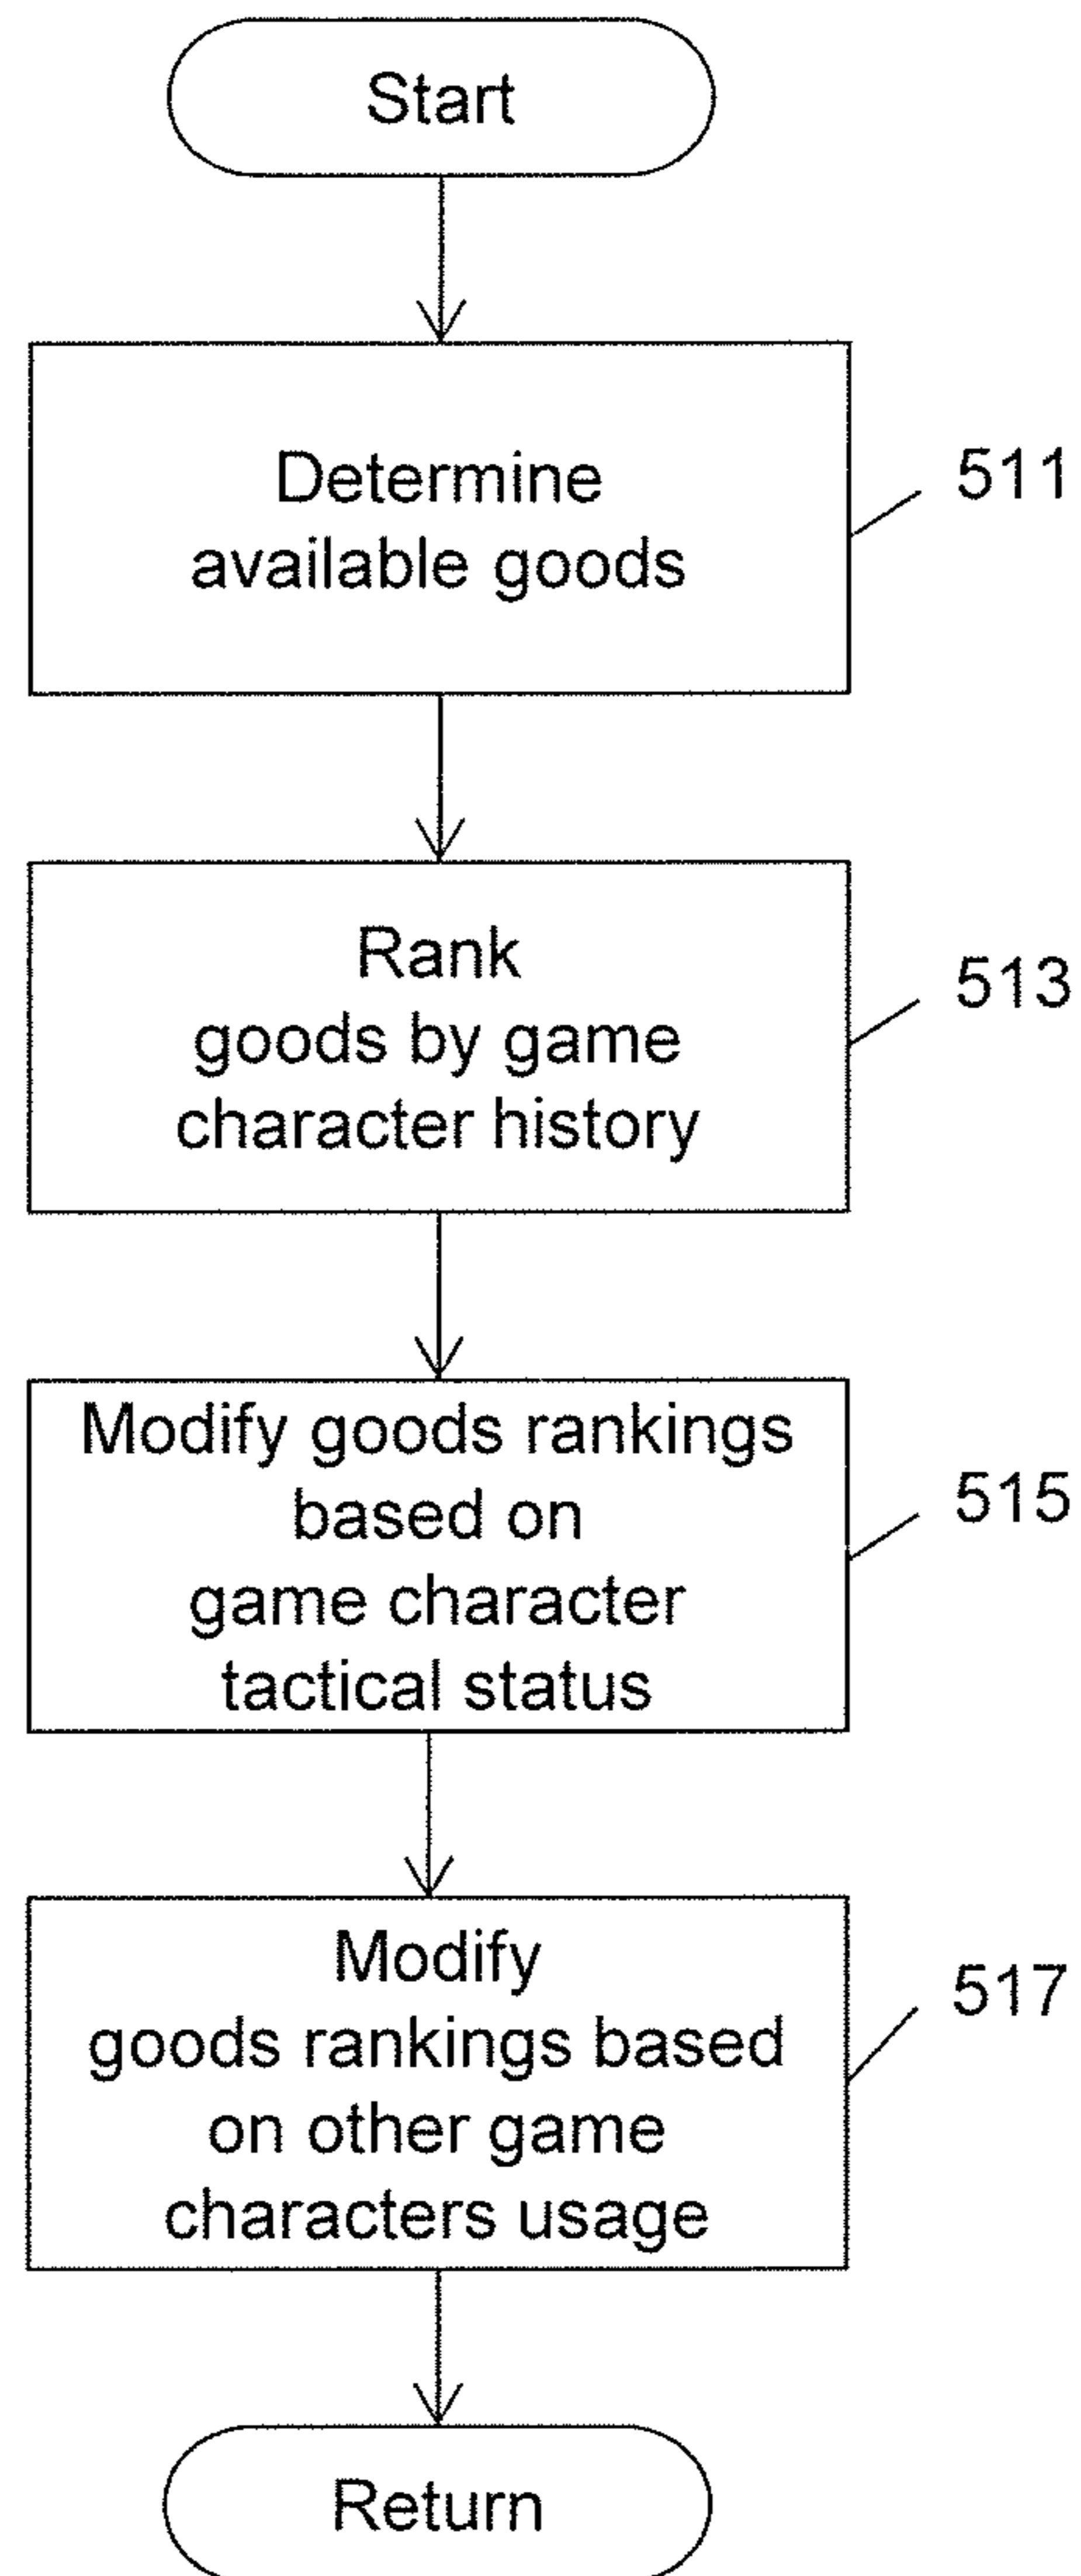 Start
Determine
available goods
511
Rank
goods by game
character history
513
Modify goods rankings
based on
game character
tactical status
515
Modify
goods rankings based
on other game
characters usage
517
Return